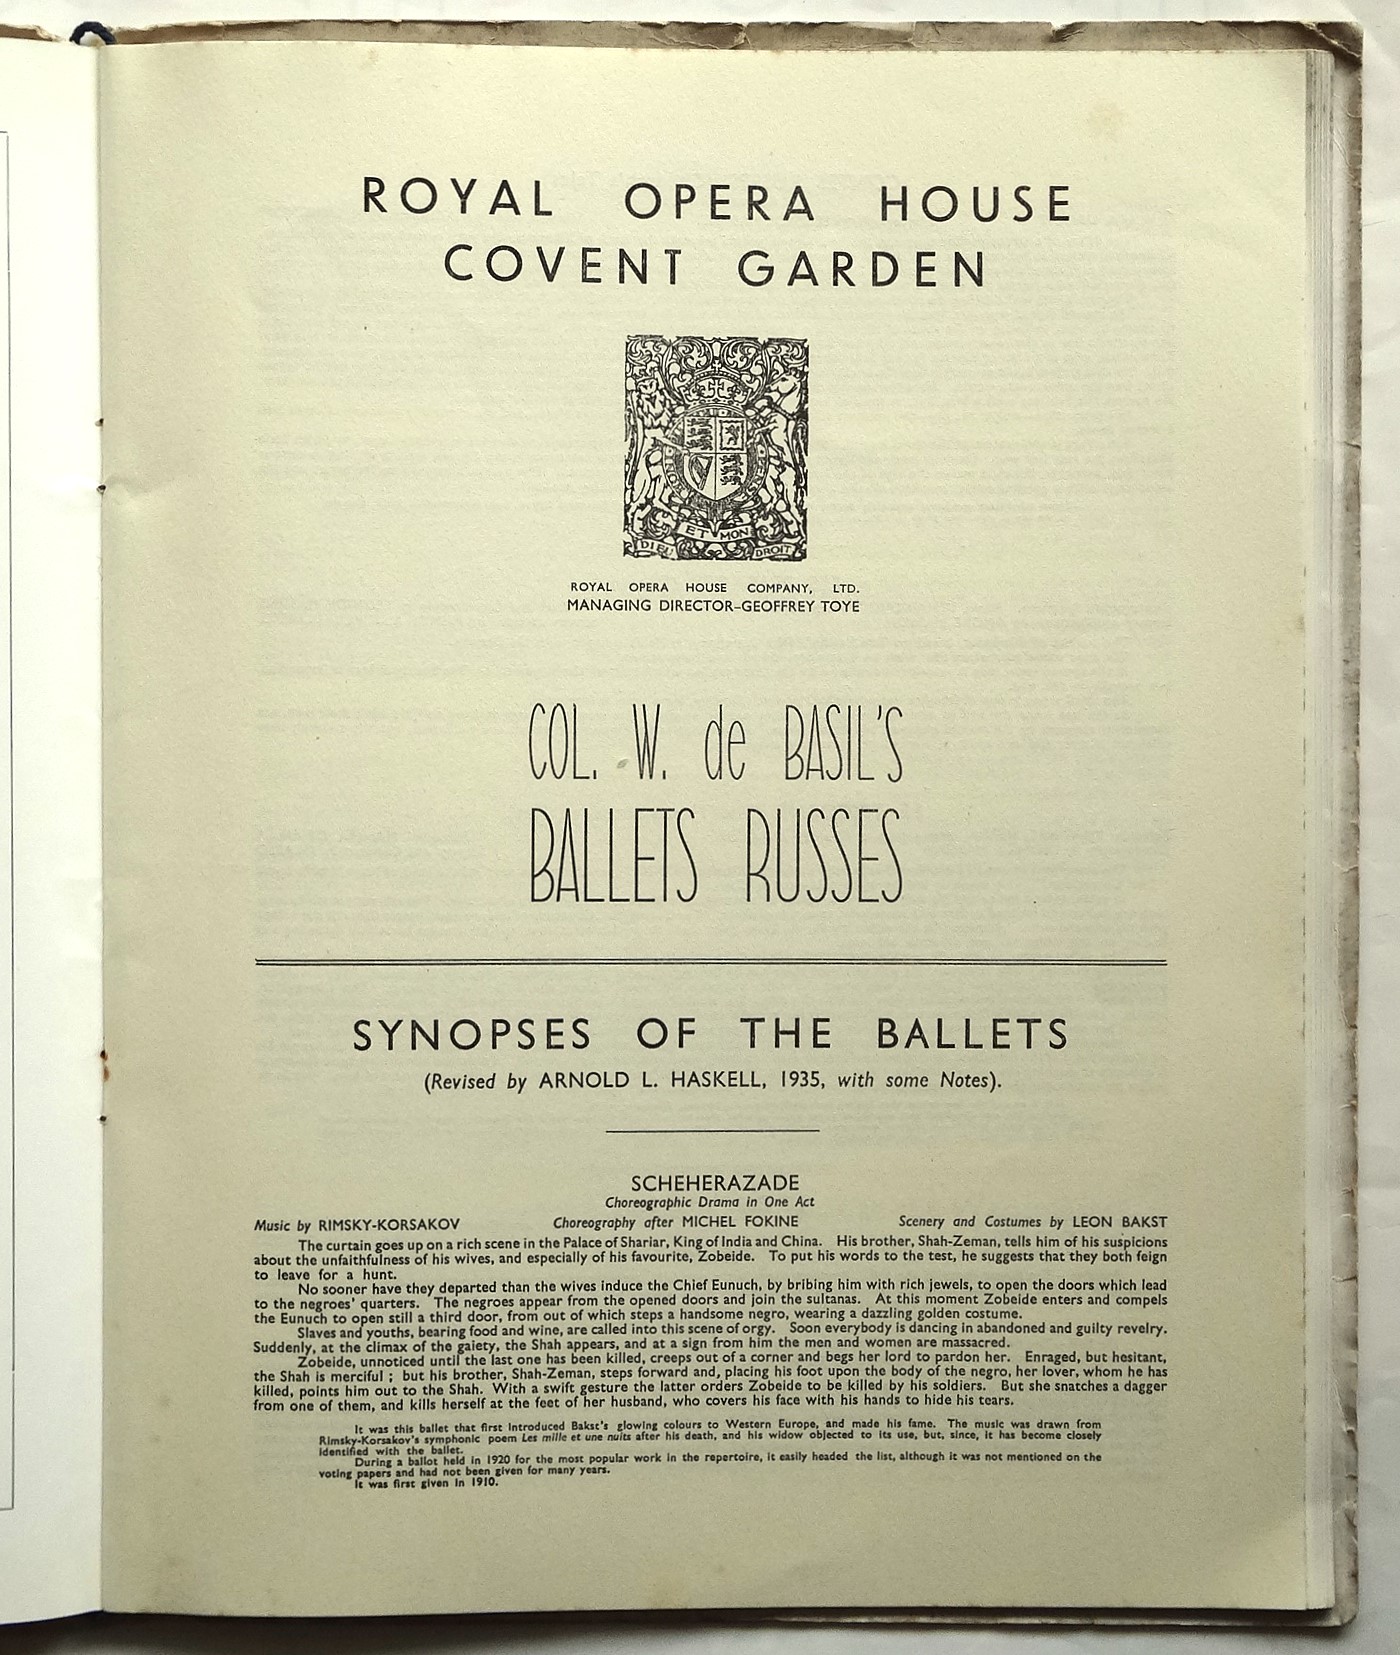 ROYAL OPERA HOUSE
COVENT GARDEN
ET MON
DIEU DROIT
ROYAL OPERA HOUSE COMPANY, LTD.
MANAGING DIRECTOR–GEOFFREY TOYE
COL. W. de BASIL'S
BALLETS RUSSES
SYNOPSES OF THE BALLETS
(Revised by ARNOLD L. HASKELL, 1935, with some Notes).
SCHEHERAZADE
Choreographic Drama in One Act
Music by RIMSKY-KORSAKOV Choreography after MICHEL FOKINE Scenery and Costumes by LEON BAKST
The curtain goes up on a rich scene in the Palace of Shariar, King of India and China. His brother, Shah-Zeman, tells him of his suspicions
about the unfaithfulness of his wives, and especially of his favourite, Zobeide. To put his words to the test, he suggests that they both feign
to leave for a hunt.
No sooner have they departed than the wives induce the Chief Eunuch, by bribing him with rich jewels, to open the doors which lead
to the negroes' quarters. The negroes appear from the opened doors and join the sultanas. At this moment Zobeide enters and compels
the Eunuch to open still a third door, from out of which steps a handsome negro, wearing a dazzling golden costume.
Slaves and youths, bearing food and wine, are called into this scene of orgy. Soon everybody is dancing in abandoned and guilty revelry.
Suddenly, at the climax of the gaiety, the Shah appears, and at a sign from him the men and women are massacred.
Zobeide, unnoticed until the last one has been killed, creeps out of a corner and begs her lord to pardon her. Enraged, but hesitant,
the Shah is merciful ; but his brother, Shah-Zeman, steps forward and, placing his foot upon the body of the negro, her lover, whom he has
killed, points him out to the Shah. With a swift gesture the latter orders Zobeide to be killed by his soldiers. But she snatches a dagger
from one of them, and kills herself at the feet of her husband, who covers his face with his hands to hide his tears.
It was this ballet that first introduced Bakst's glowing colours to Western Europe, and made his fame. The music was drawn from
Rimsky-Korsakov's symphonic poem Les mille et une nuits after his death, and his widow objected to its use, but, since, it has become closely
identified with the ballet.
During a ballot held in 1920 for the most popular work in the repertoire, it easily headed the list, although it was not mentioned on the
voting papers and had not been given for many years.
It was first given in 1910.